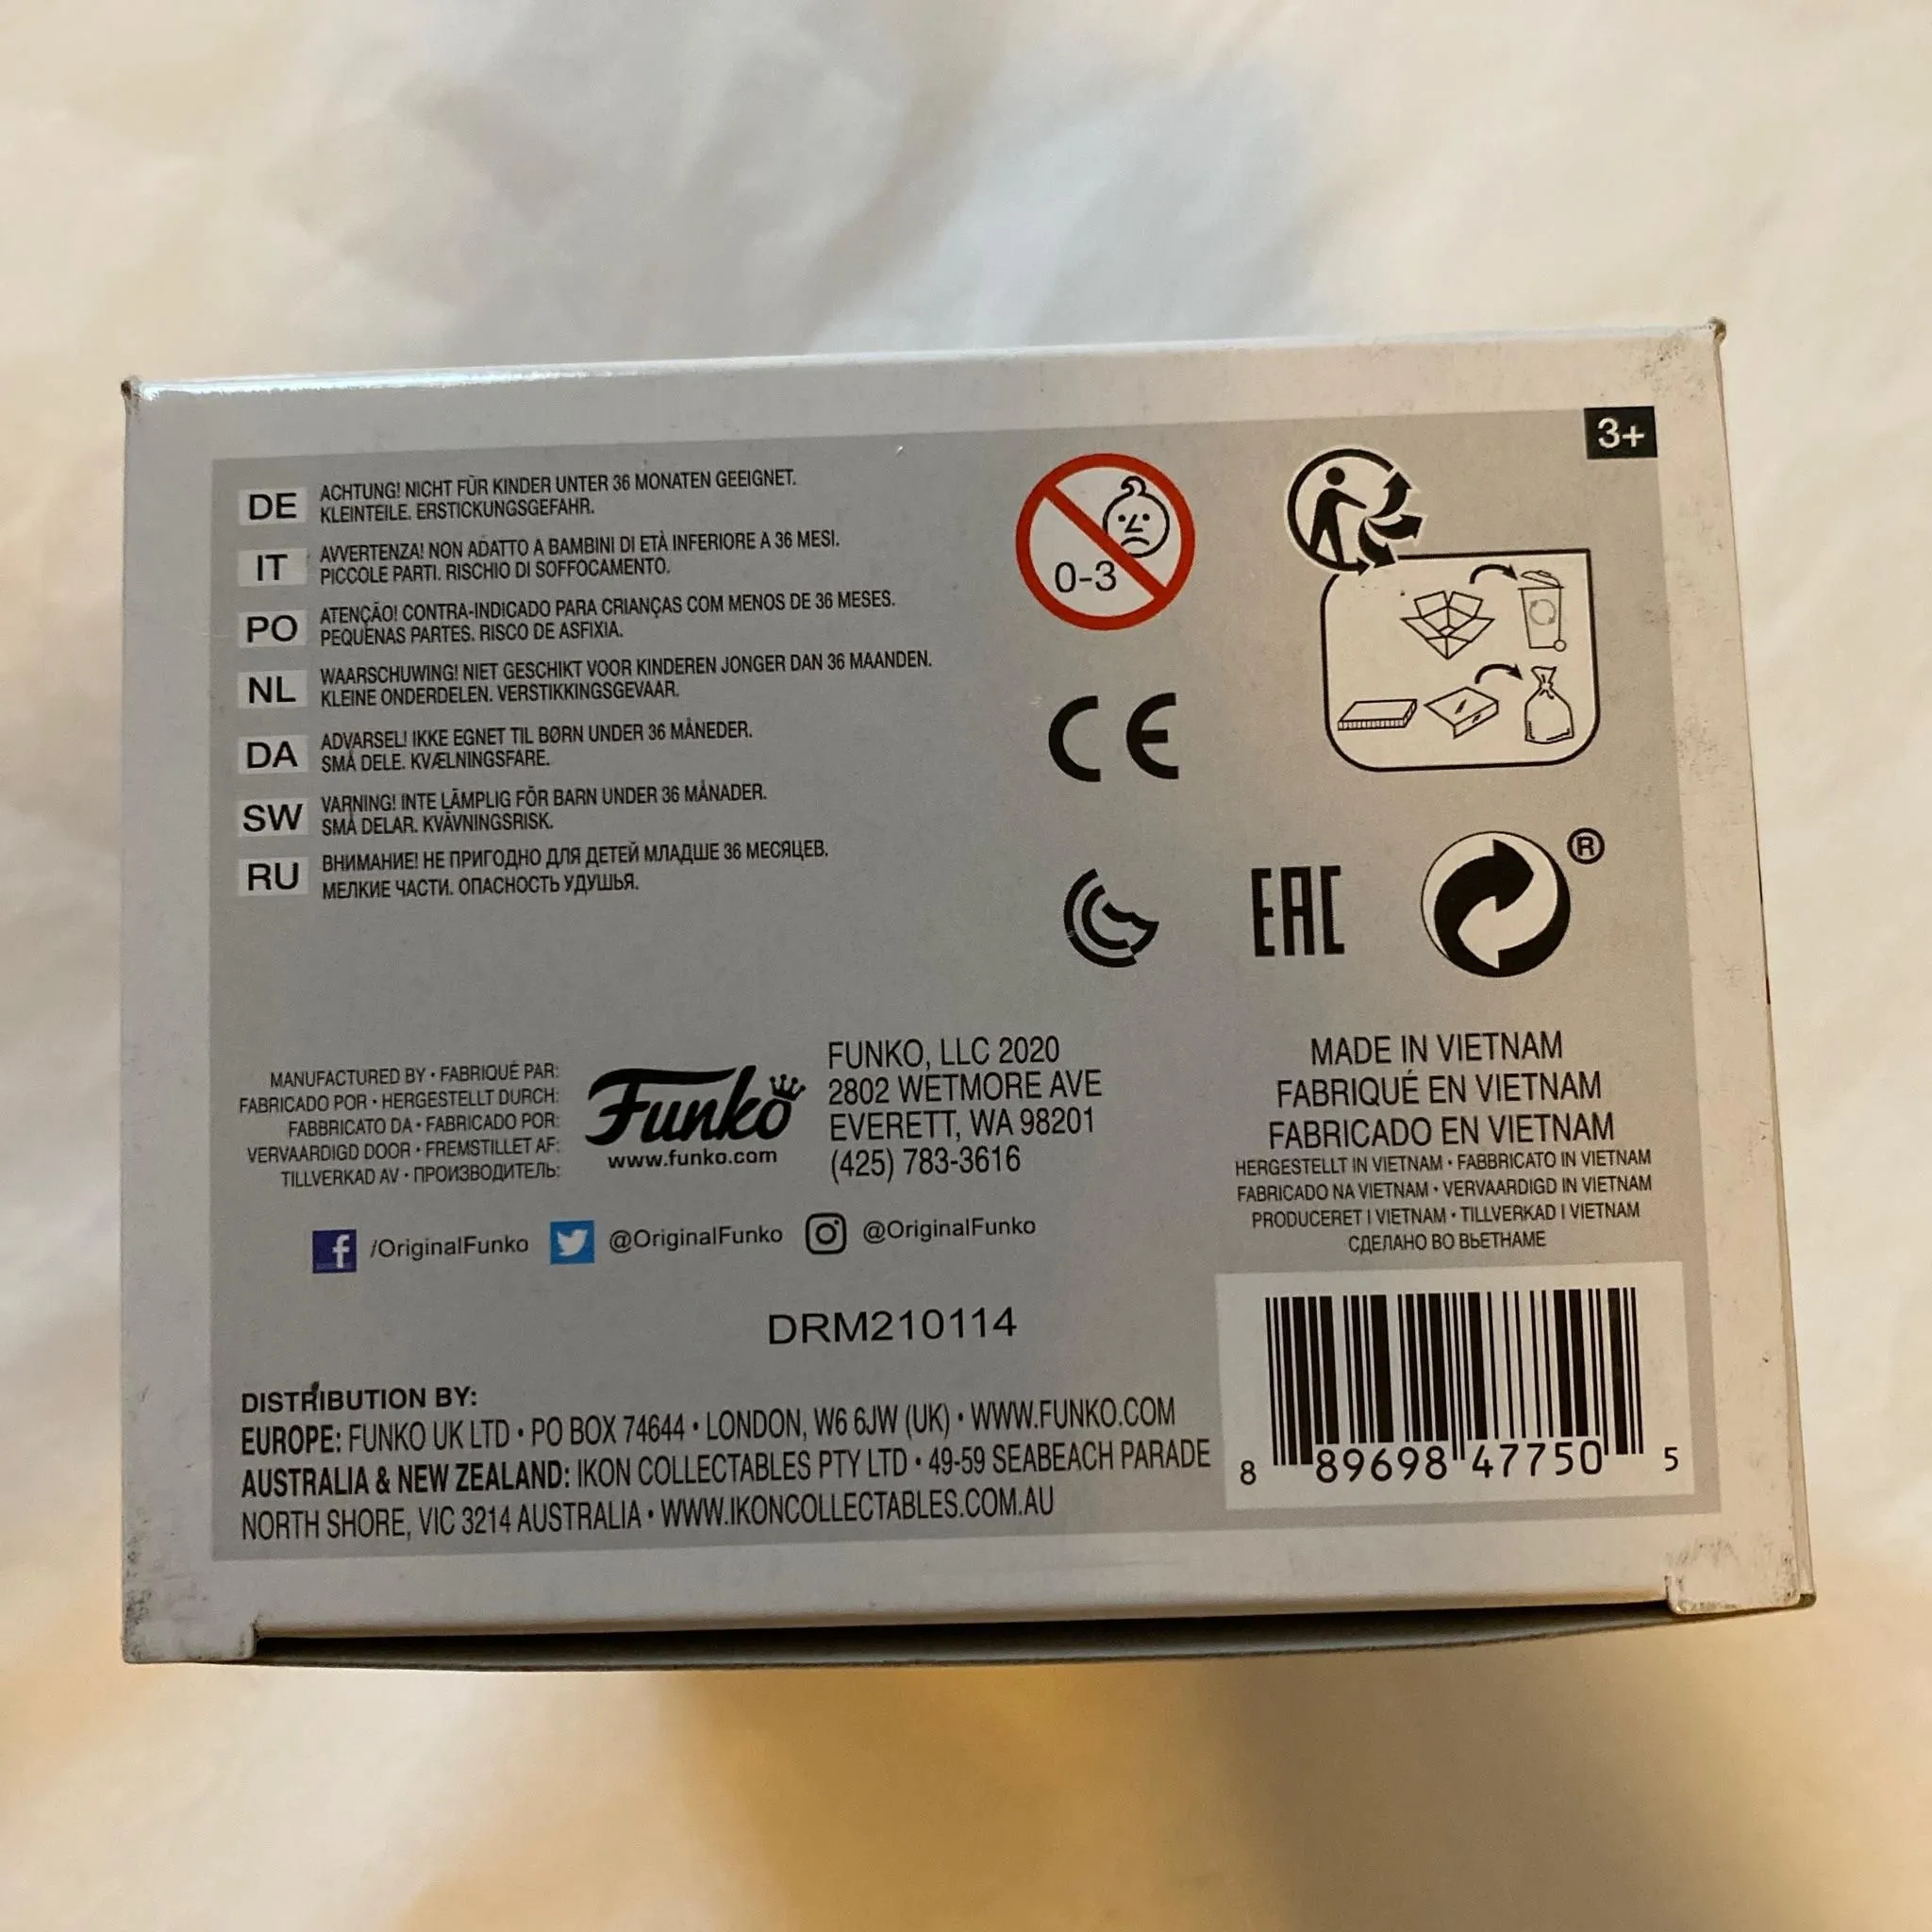 3+
DE
ACHTUNG! NICHT FÜR KINDER UNTER 36 MONATEN GEEIGNET.
KLEINTEILE. ERSTICKUNGSGEFAHR.
IT
AVVERTENZA! NON ADATTO A BAMBINI DI ETÀ INFERIORE A 36 MESI.
PICCOLE PARTI. RISCHIO DI SOFFOCAMENTO.
PO
ATENÇÃO! CONTRA-INDICADO PARA CRIANÇAS COM MENOS DE 36 MESES.
PEQUENAS PARTES. RISCO DE ASFIXIA.
NL
WAARSCHUWING! NIET GESCHIKT VOOR KINDEREN JONGER DAN 36 MAANDEN.
KLEINE ONDERDELEN. VERSTIKKINGSGEVAAR.
DA
ADVARSEL! IKKE EGNET TIL BØRN UNDER 36 MÅNEDER.
SMÅ DELE. KVÆLNINGSFARE.
SW
VARNING! INTE LÄMPLIG FÖR BARN UNDER 36 MÅNADER.
SMÅ DELAR. KVÄVNINGSRISK.
RU
ВНИМАНИЕ! НЕ ПРИГОДНО ДЛЯ ДЕТЕЙ МЛАДШЕ 36 МЕСЯЦЕВ.
МЕЛКИЕ ЧАСТИ. ОПАСНОСТЬ УДУШЬЯ.
0-3
CE
EAC
®
MANUFACTURED BY • FABRIQUÉ PAR:
FABRICADO POR • HERGESTELLT DURCH:
FABBRICATO DA • FABRICADO POR:
VERVAARDIGD DOOR • FREMSTILLET AF:
TILLVERKAD AV • ПРОИЗВОДИТЕЛЬ:
Funko
www.funko.com
FUNKO, LLC 2020
2802 WETMORE AVE
EVERETT, WA 98201
(425) 783-3616
MADE IN VIETNAM
FABRIQUÉ EN VIETNAM
FABRICADO EN VIETNAM
HERGESTELLT IN VIETNAM • FABBRICATO IN VIETNAM
FABRICADO NA VIETNAM • VERVAARDIGD IN VIETNAM
PRODUCERET I VIETNAM • TILLVERKAD I VIETNAM
СДЕЛАНО ВО ВЬЕТНАМЕ
f /OriginalFunko @OriginalFunko @OriginalFunko
DRM210114
DISTRIBUTION BY:
EUROPE: FUNKO UK LTD • PO BOX 74644 • LONDON, W6 6JW (UK) • WWW.FUNKO.COM
AUSTRALIA & NEW ZEALAND: IKON COLLECTABLES PTY LTD • 49-59 SEABEACH PARADE
NORTH SHORE, VIC 3214 AUSTRALIA • WWW.IKONCOLLECTABLES.COM.AU
8 89698 47750 5